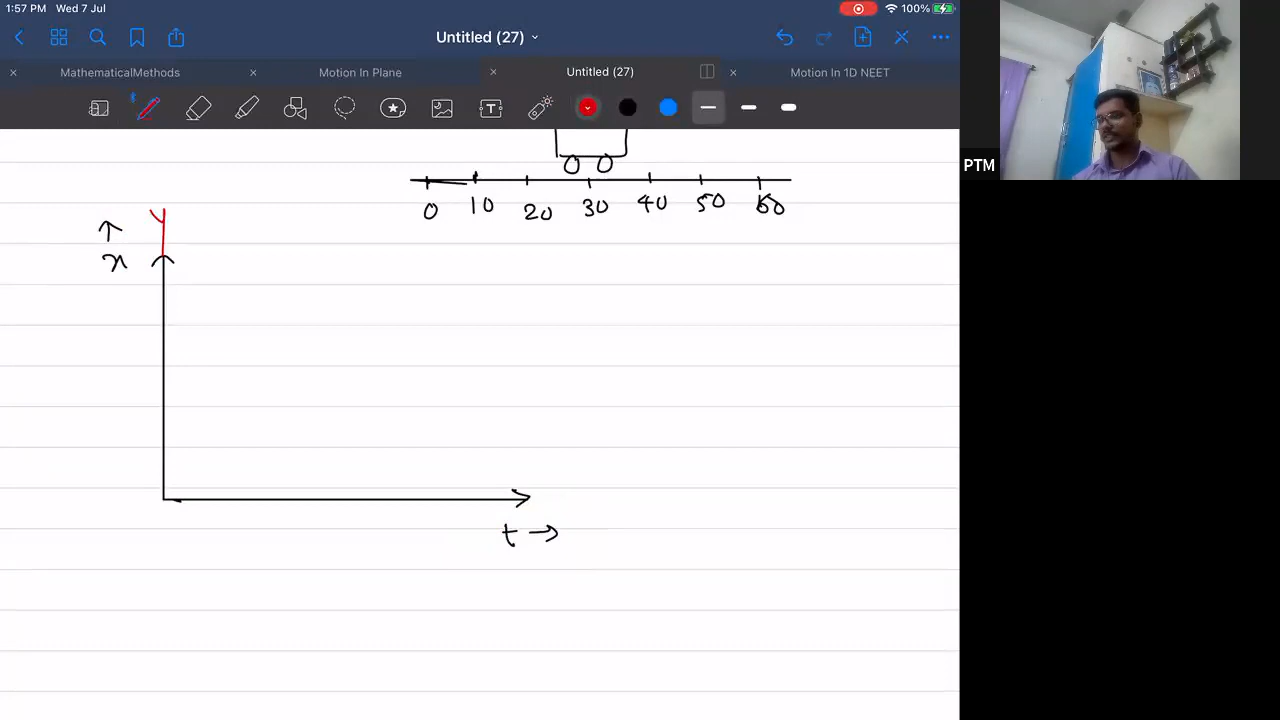 1:57 PM Wed 7 Jul
100%
Untitled (27)
MathematicalMethods
Motion In Plane
Untitled (27)
Motion In 1D NEET
T
PTM
0 10 20 30 40 50 60
Y
↑
x
t →